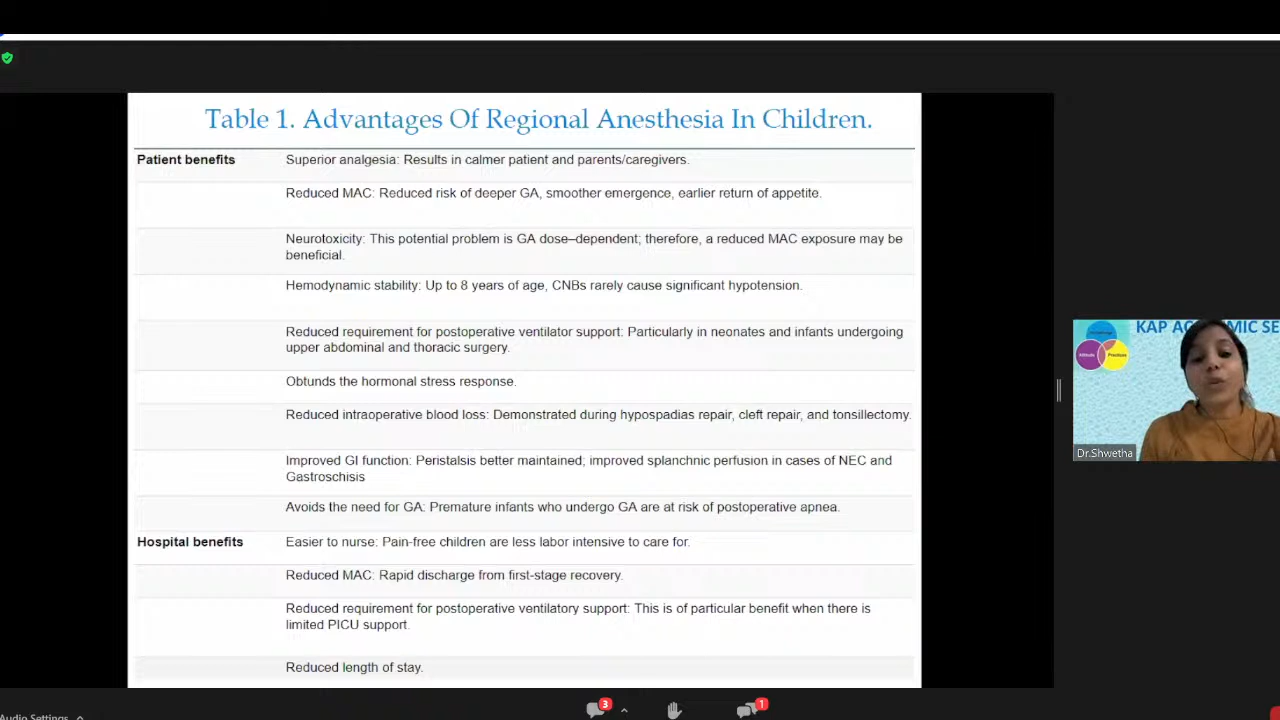 Table 1. Advantages Of Regional Anesthesia In Children.
Patient benefits
Superior analgesia: Results in calmer patient and parents/caregivers.
Reduced MAC: Reduced risk of deeper GA, smoother emergence, earlier return of appetite.
Neurotoxicity: This potential problem is GA dose–dependent; therefore, a reduced MAC exposure may be
beneficial.
Hemodynamic stability: Up to 8 years of age, CNBs rarely cause significant hypotension.
Reduced requirement for postoperative ventilator support: Particularly in neonates and infants undergoing
upper abdominal and thoracic surgery.
Obtunds the hormonal stress response.
Reduced intraoperative blood loss: Demonstrated during hypospadias repair, cleft repair, and tonsillectomy.
Improved GI function: Peristalsis better maintained; improved splanchnic perfusion in cases of NEC and
Gastroschisis
Avoids the need for GA: Premature infants who undergo GA are at risk of postoperative apnea.
Hospital benefits
Easier to nurse: Pain-free children are less labor intensive to care for.
Reduced MAC: Rapid discharge from first-stage recovery.
Reduced requirement for postoperative ventilatory support: This is of particular benefit when there is
limited PICU support.
Reduced length of stay.
KAP AC MIC SE
Attitude
Practices
Dr.Shwetha
Audio Settings
3
1